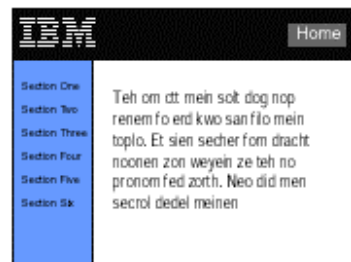 IBM
Home
Section One
Section Two
Section Three
Section Four
Section Five
Section Six
Teh om dtt mein solt dog nop
renem fo erd kwo san filo mein
toplo. Et sien secher fom dracht
noonen zon weyein ze teh no
pronom fed zorth. Neo did men
secrol dedel meinen